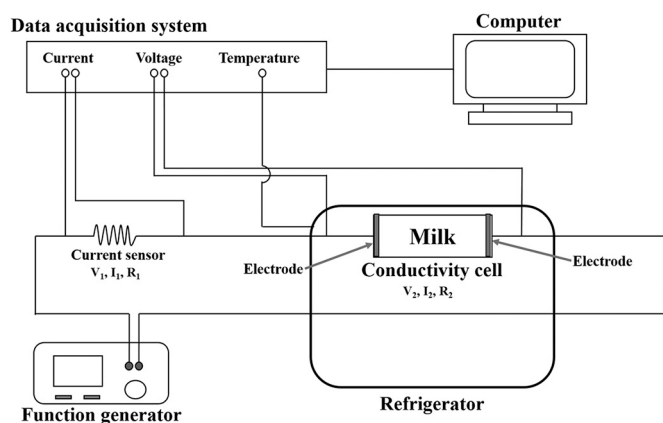 Data acquisition system
Computer
Current
Voltage
Temperature
Current sensor
V₁, I₁, R₁
Electrode
Milk
Conductivity cell
V₂, I₂, R₂
Electrode
Function generator
Refrigerator